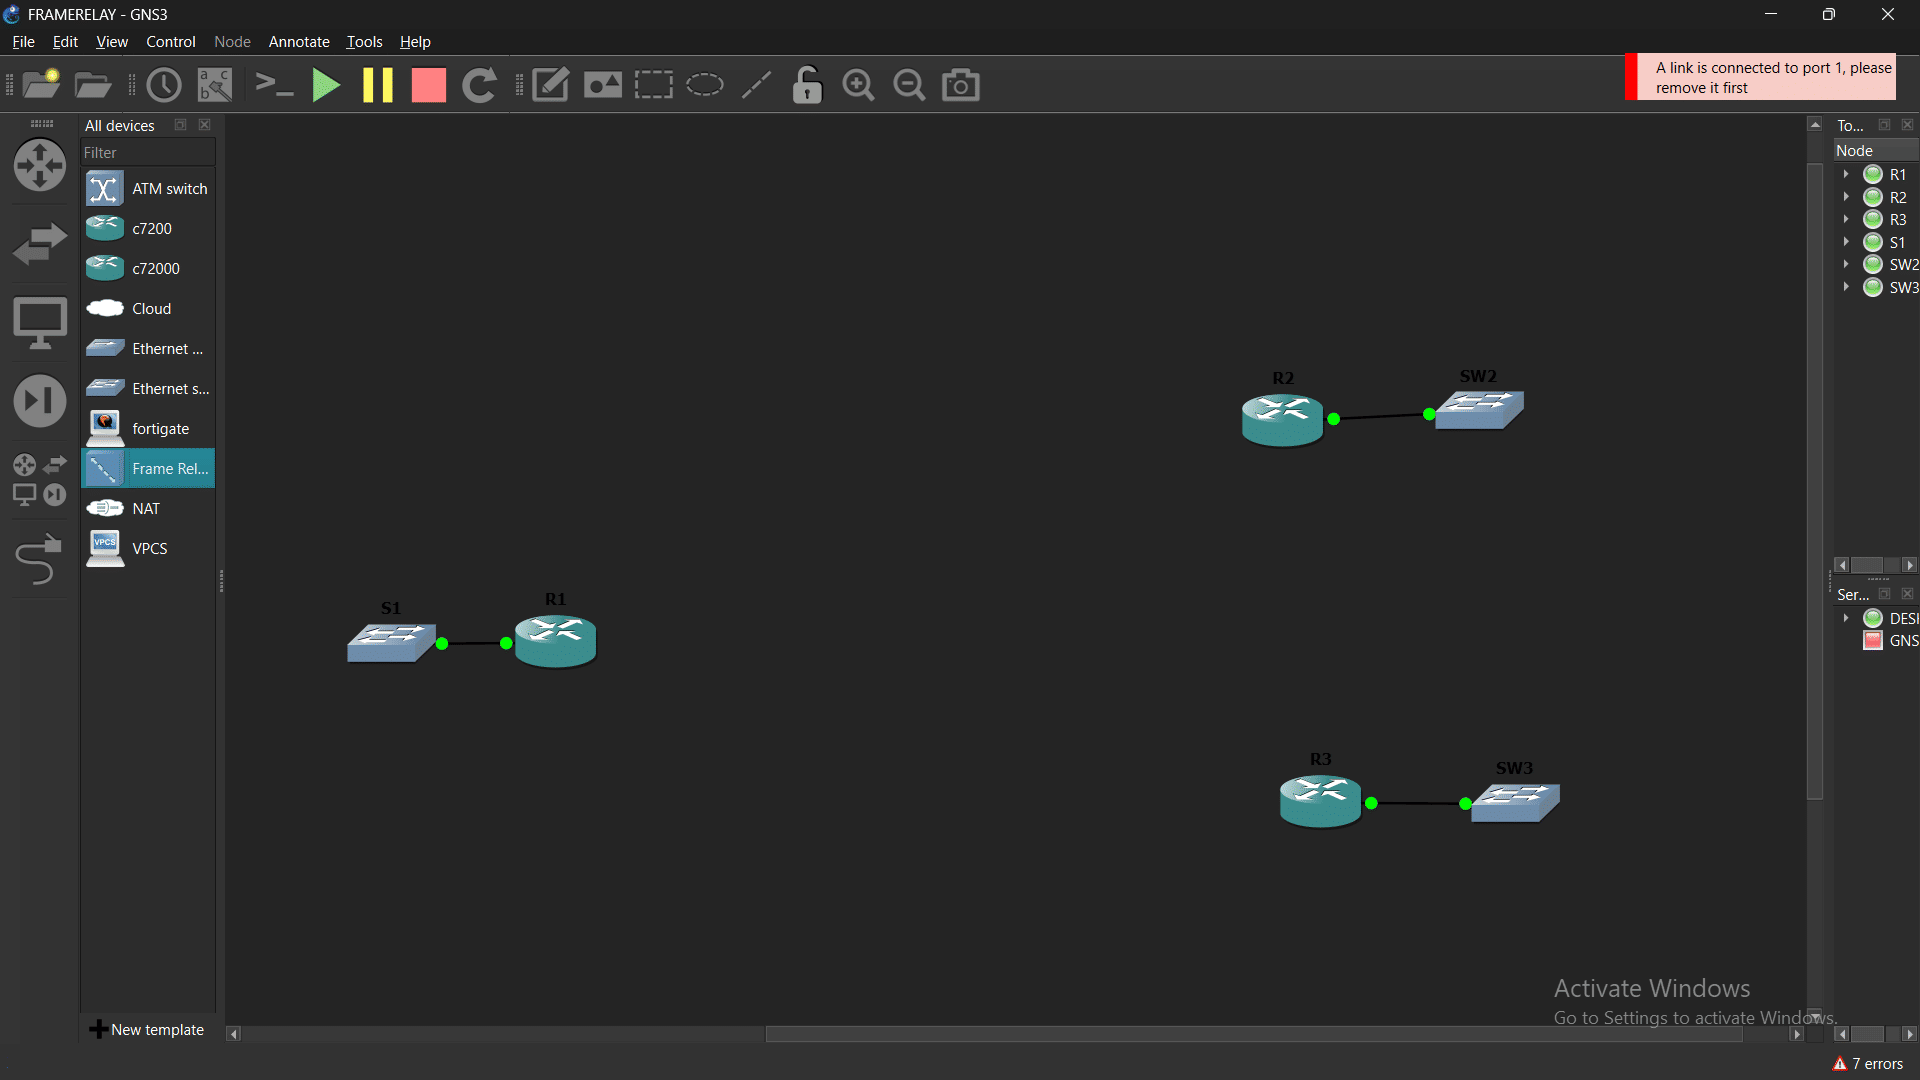 FRAMERELAY - GNS3
File Edit View Control Node Annotate Tools Help
A link is connected to port 1, please
remove it first
All devices
Filter
ATM switch
c7200
c72000
Cloud
Ethernet ...
Ethernet s...
fortigate
Frame Rel...
NAT
VPCS
VPCS
New template
R2
SW2
S1
R1
R3
SW3
To...
Node
R1
R2
R3
S1
SW2
SW3
Ser...
DESI
GNS
Activate Windows
Go to Settings to activate Windows.
7 errors